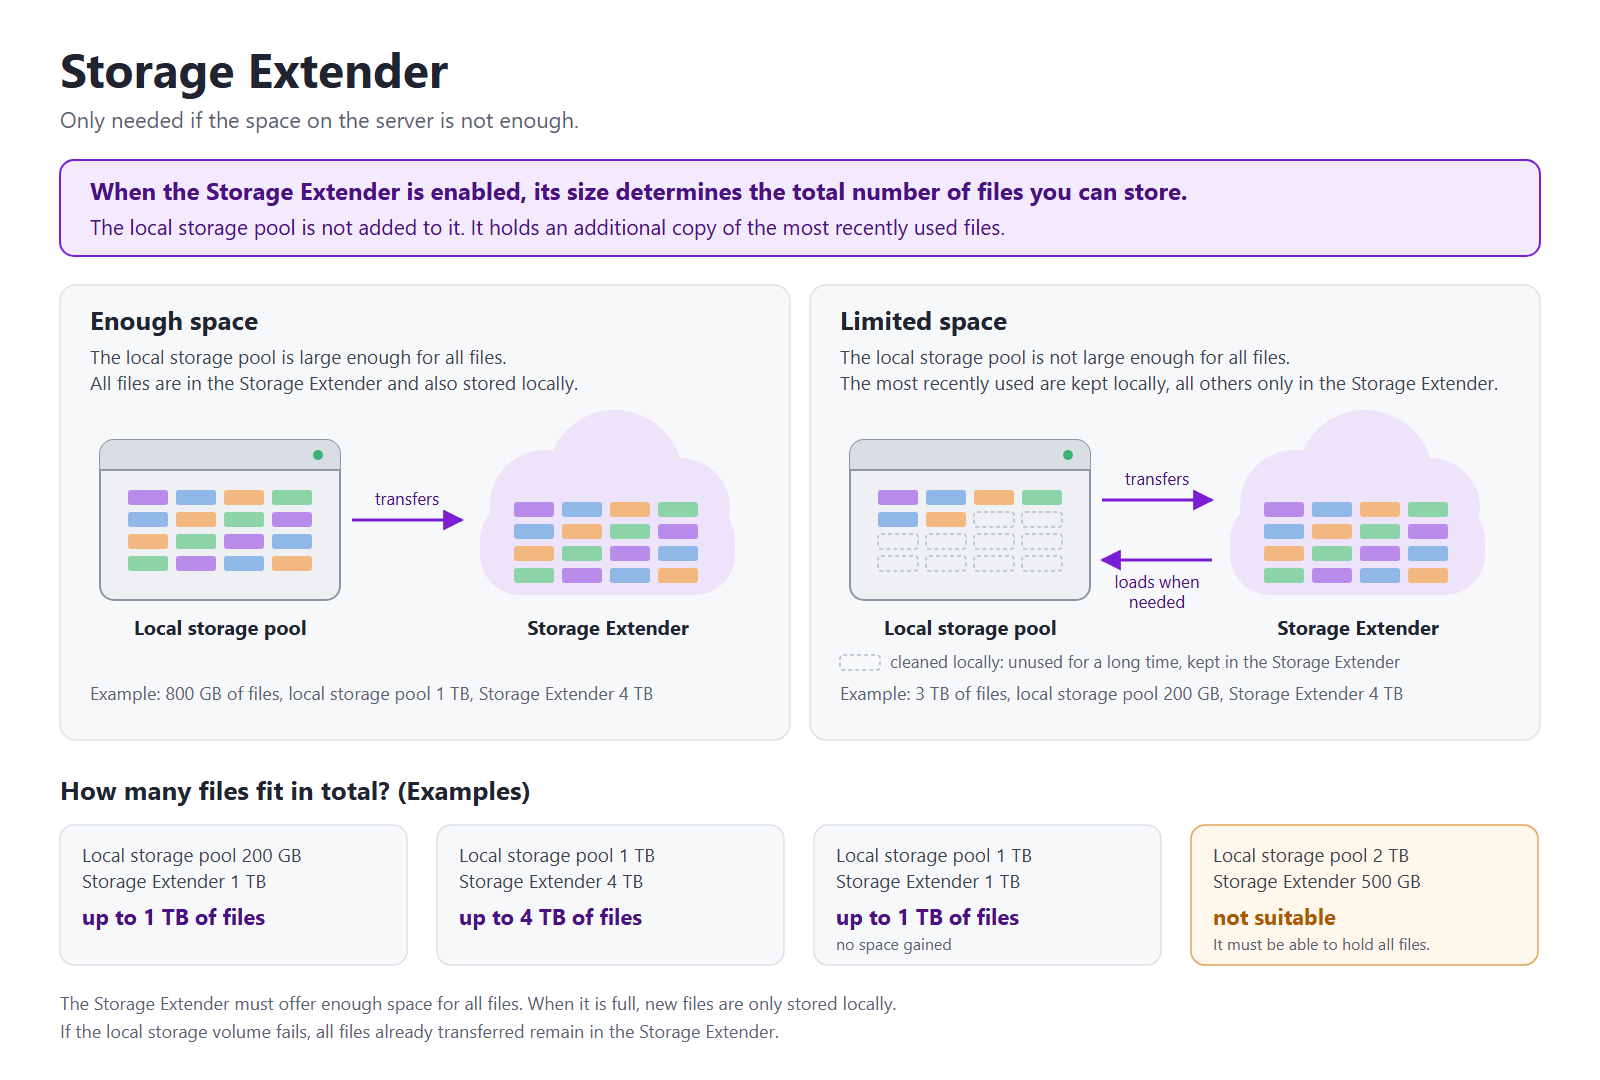 Storage Extender
Only needed if the space on the server is not enough.
When the Storage Extender is enabled, its size determines the total number of files you can store.
The local storage pool is not added to it. It holds an additional copy of the most recently used files.
Enough space
The local storage pool is large enough for all files.
All files are in the Storage Extender and also stored locally.
transfers
Local storage pool
Storage Extender
Example: 800 GB of files, local storage pool 1 TB, Storage Extender 4 TB
Limited space
The local storage pool is not large enough for all files.
The most recently used are kept locally, all others only in the Storage Extender.
transfers
loads when
needed
Local storage pool
Storage Extender
cleaned locally: unused for a long time, kept in the Storage Extender
Example: 3 TB of files, local storage pool 200 GB, Storage Extender 4 TB
How many files fit in total? (Examples)
Local storage pool 200 GB
Storage Extender 1 TB
up to 1 TB of files
Local storage pool 1 TB
Storage Extender 4 TB
up to 4 TB of files
Local storage pool 1 TB
Storage Extender 1 TB
up to 1 TB of files
no space gained
Local storage pool 2 TB
Storage Extender 500 GB
not suitable
It must be able to hold all files.
The Storage Extender must offer enough space for all files. When it is full, new files are only stored locally.
If the local storage volume fails, all files already transferred remain in the Storage Extender.